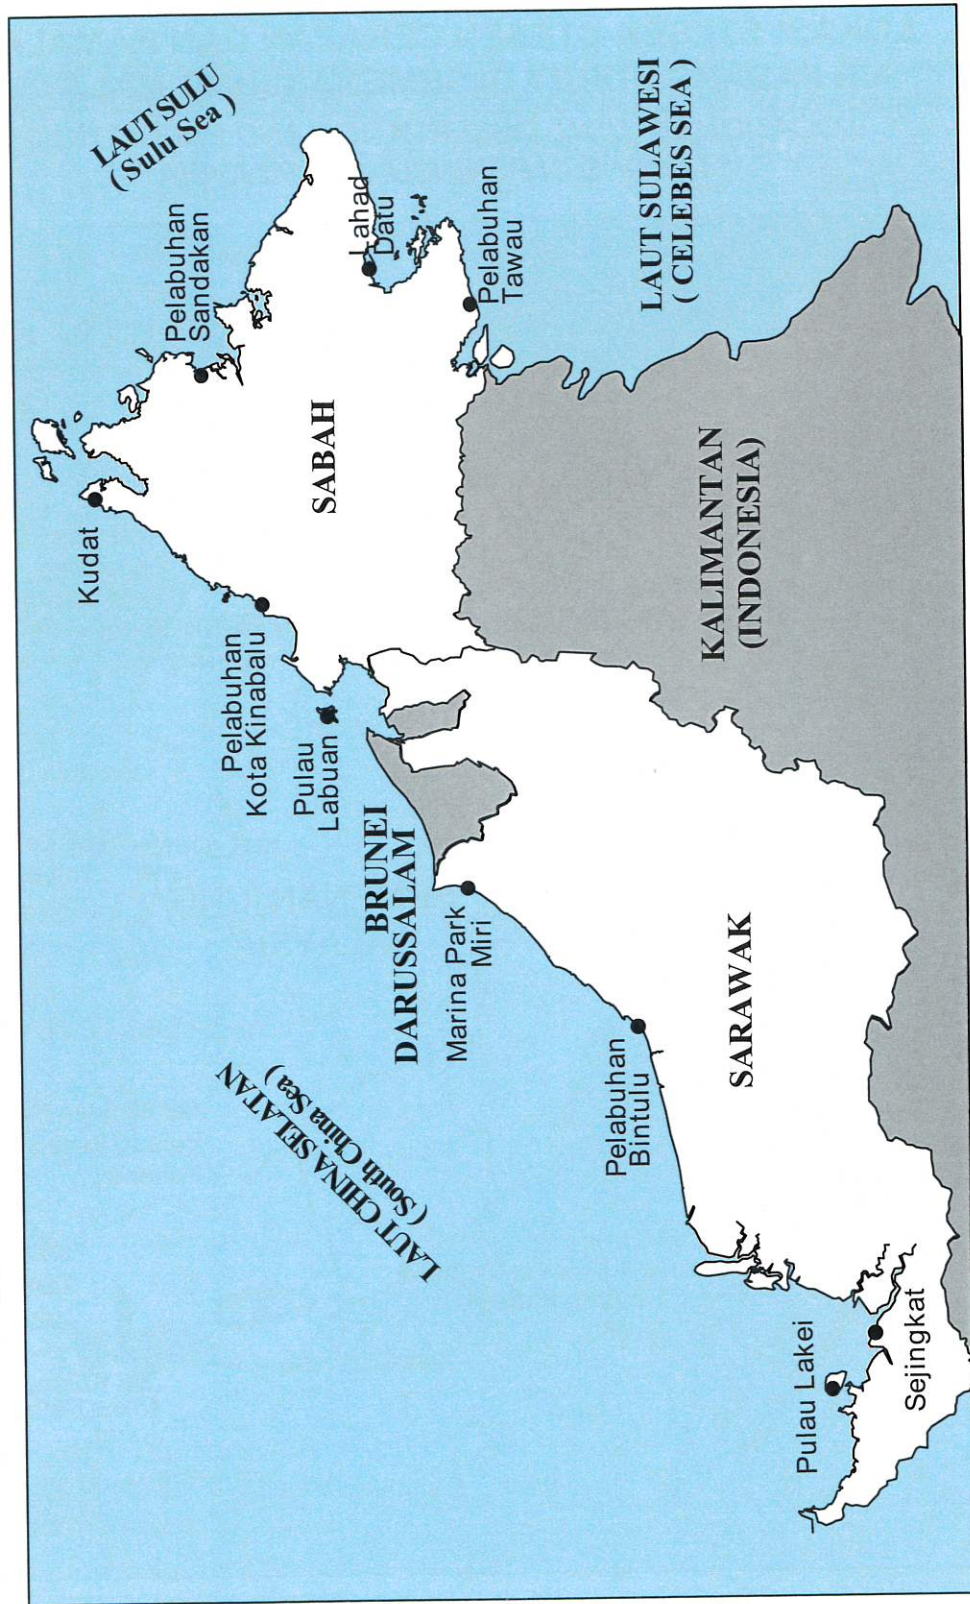 LAUT SULU
( Sulu Sea )
Pelabuhan
Sandakan
Lahad
Datu
Pelabuhan
Tawau
LAUT SULAWESI
( CELEBES SEA )
Kudat
SABAH
Pelabuhan
Kota Kinabalu
Pulau
Labuan
KALIMANTAN
(INDONESIA)
BRUNEI
DARUSSALAM
Marina Park
Miri
LAUT CHINA SELATAN
( South China Sea )
Pelabuhan
Bintulu
SARAWAK
Pulau Lakei
Sejingkat